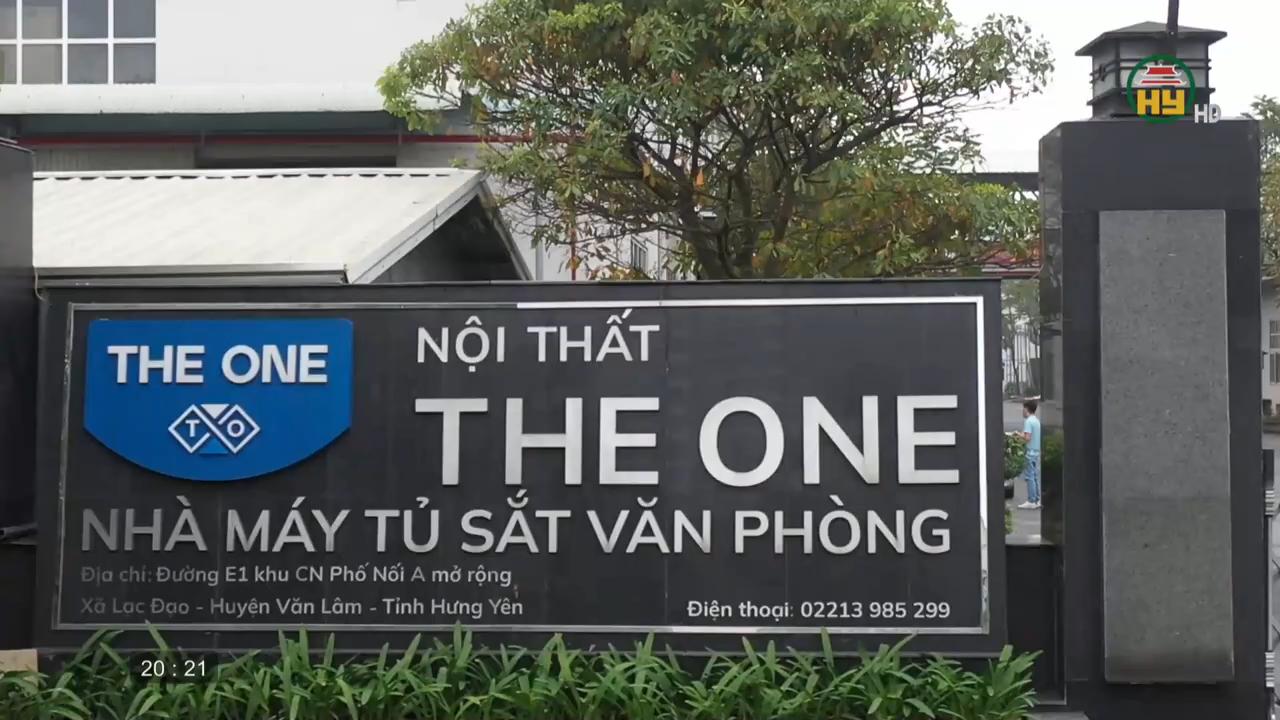 HY HD
THE ONE
T O
NỘI THẤT
THE ONE
NHÀ MÁY TỦ SẮT VĂN PHÒNG
Địa chỉ: Đường E1 khu CN Phố Nối A mở rộng
Xã Lạc Đạo - Huyện Văn Lâm - Tỉnh Hưng Yên
Điện thoại: 02213 985 299
20 : 21